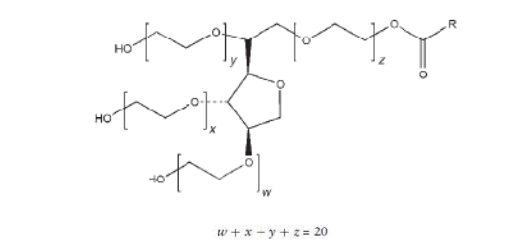 HO O y O z O R
O
O
HO O x
HO O w
w + x − y + z = 20